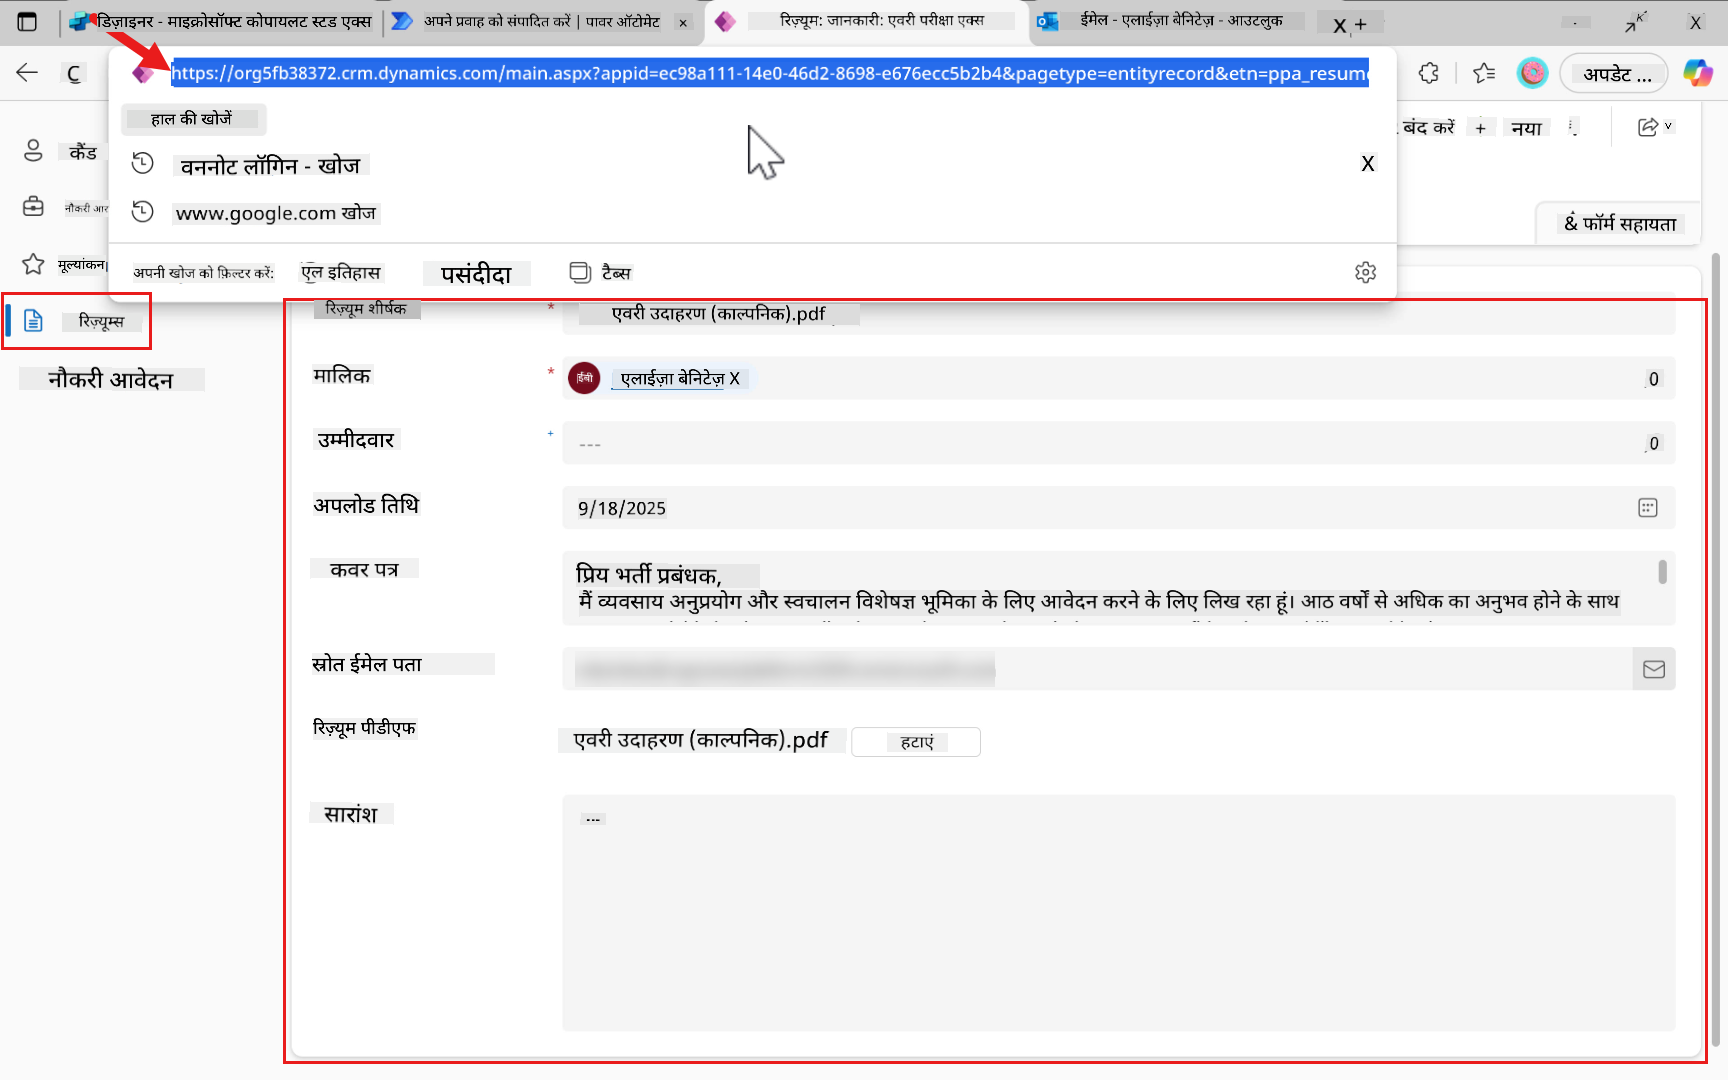 डिज़ाइनर - माइक्रोसॉफ्ट कोपायलट स्टड एक्स
अपने प्रवाह को संपादित करें | पावर ऑटोमेट ×
रिज़्यूम: जानकारी: एवरी परीक्षा एक्स
ईमेल - एलाईज़ा बेनिटेज़ - आउटलुक X +
C https://org5fb38372.crm.dynamics.com/main.aspx?appid=ec98a111-14e0-46d2-8698-e676ecc5b2b4&pagetype=entityrecord&etn=ppa_resume
अपडेट ...
हाल की खोजें
वननोट लॉगिन - खोज X
www.google.com खोज
अपनी खोज को फ़िल्टर करें: एल इतिहास पसंदीदा टैब्स
बंद करें + नया
& फॉर्म सहायता
कैंड
नौकरी आर
मूल्यांकन
रिज़्यूम्स
नौकरी आवेदन
रिज़्यूम शीर्षक * एवरी उदाहरण (काल्पनिक).pdf
मालिक * ईबी एलाईज़ा बेनिटेज़ X 0
उम्मीदवार + --- 0
अपलोड तिथि 9/18/2025
कवर पत्र प्रिय भर्ती प्रबंधक,
मैं व्यवसाय अनुप्रयोग और स्वचालन विशेषज्ञ भूमिका के लिए आवेदन करने के लिए लिख रहा हूं। आठ वर्षों से अधिक का अनुभव होने के साथ
स्रोत ईमेल पता
रिज़्यूम पीडीएफ एवरी उदाहरण (काल्पनिक).pdf हटाएं
सारांश ---